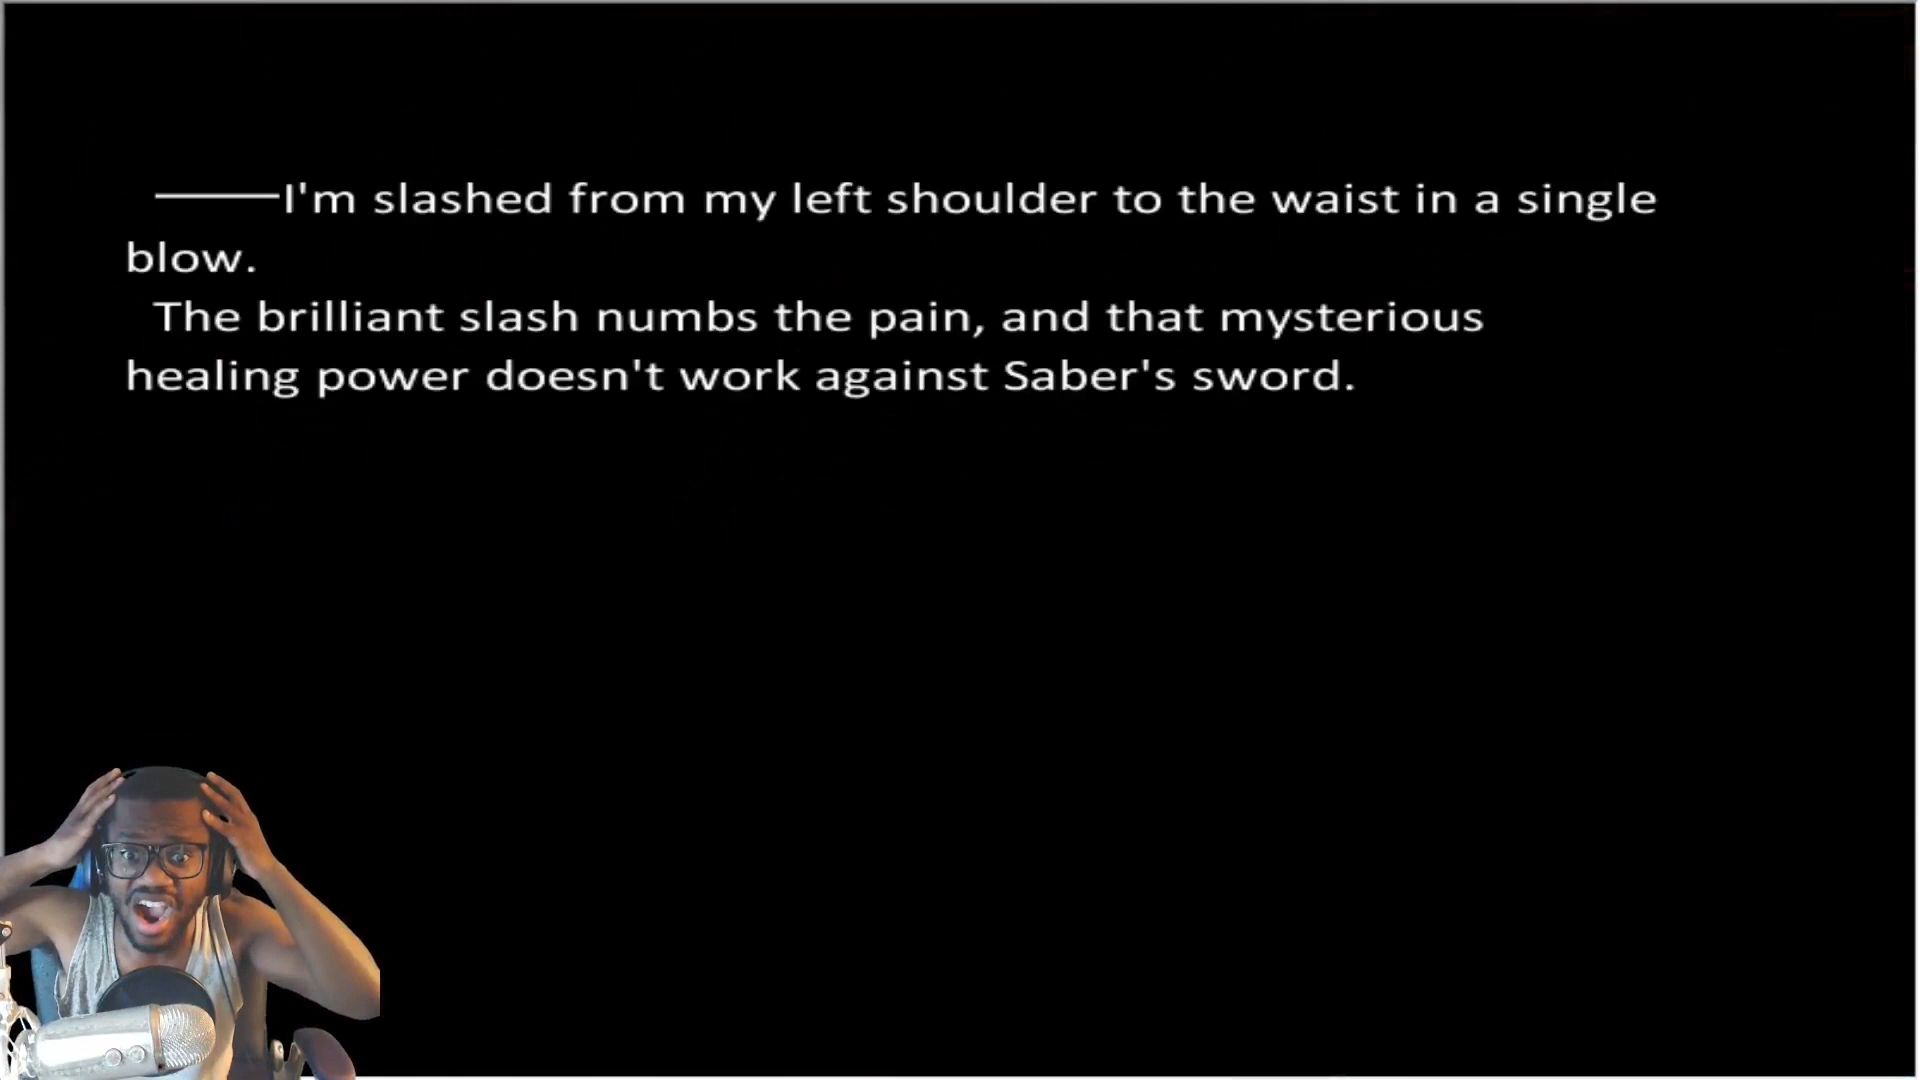 ———I'm slashed from my left shoulder to the waist in a single
blow.
The brilliant slash numbs the pain, and that mysterious
healing power doesn't work against Saber's sword.